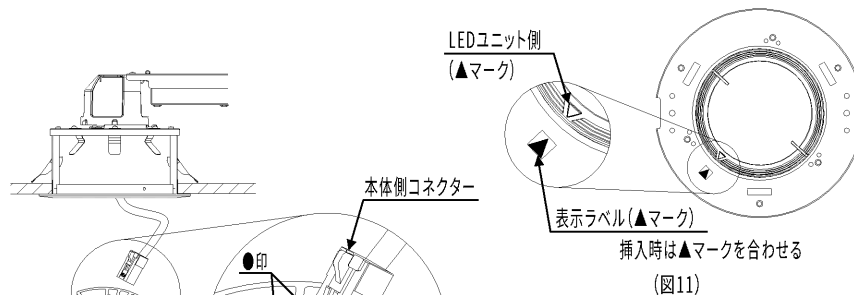 LEDユニット側
(▲マーク)
本体側コネクター
●印
表示ラベル(▲マーク)
挿入時は▲マークを合わせる
(図11)